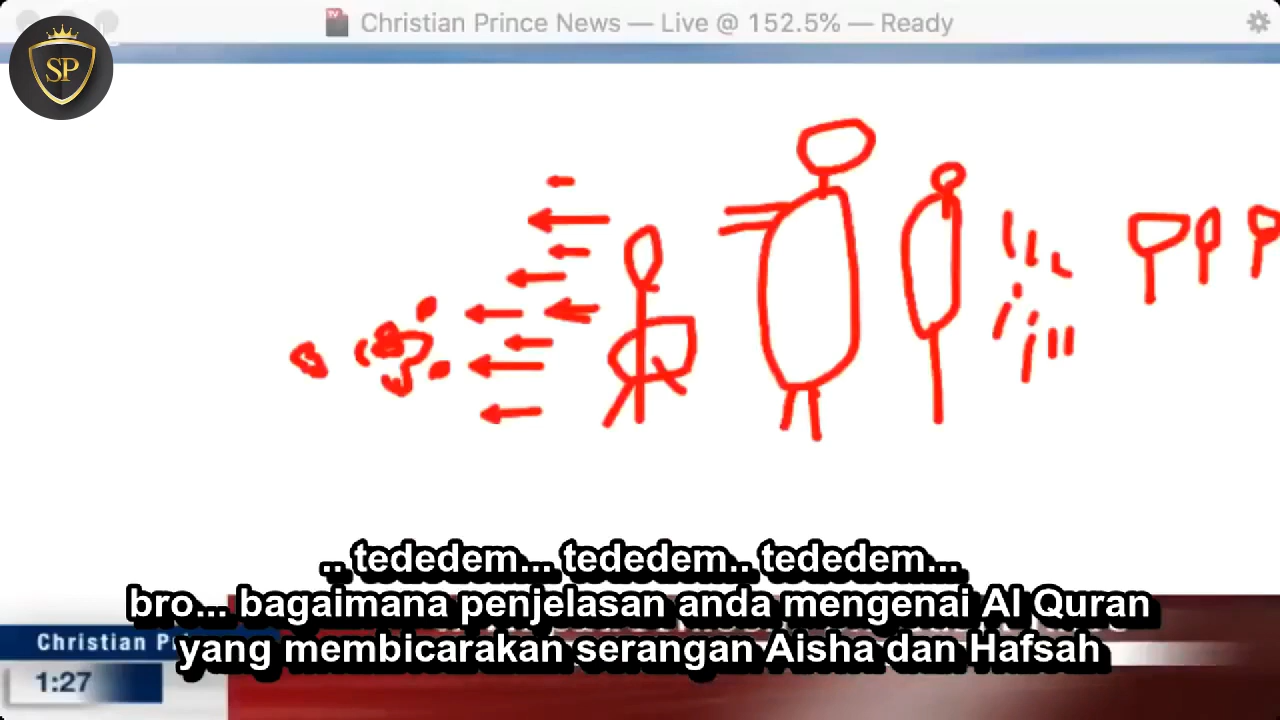 Christian Prince News — Live @ 152.5% — Ready
SP
.. tededem... tededem.. tededem...
bro... bagaimana penjelasan anda mengenai Al Quran
yang membicarakan serangan Aisha dan Hafsah
Christian
1:27